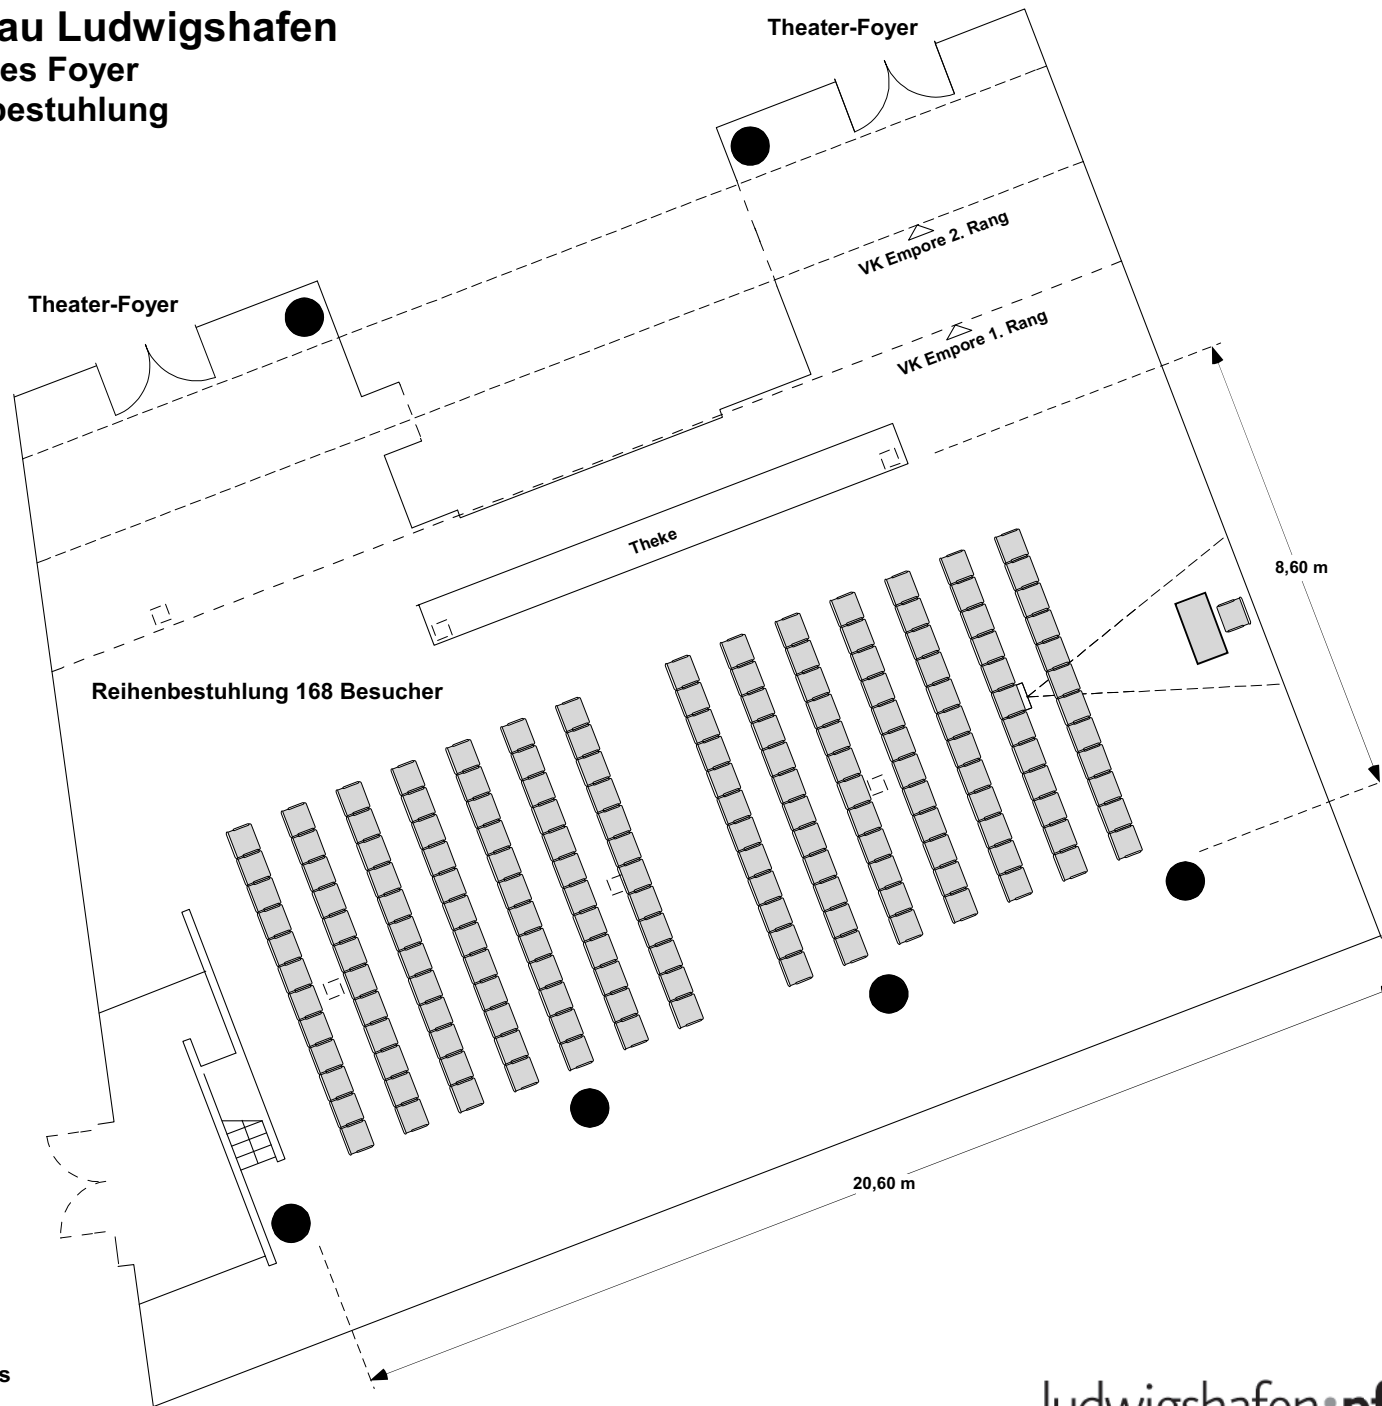 au Ludwigshafen
es Foyer
bestuhlung
Theater-Foyer
VK Empore 2. Rang
Theater-Foyer
VK Empore 1. Rang
Theke
8,60 m
Reihenbestuhlung 168 Besucher
20,60 m
s
ludwigshafen:pf